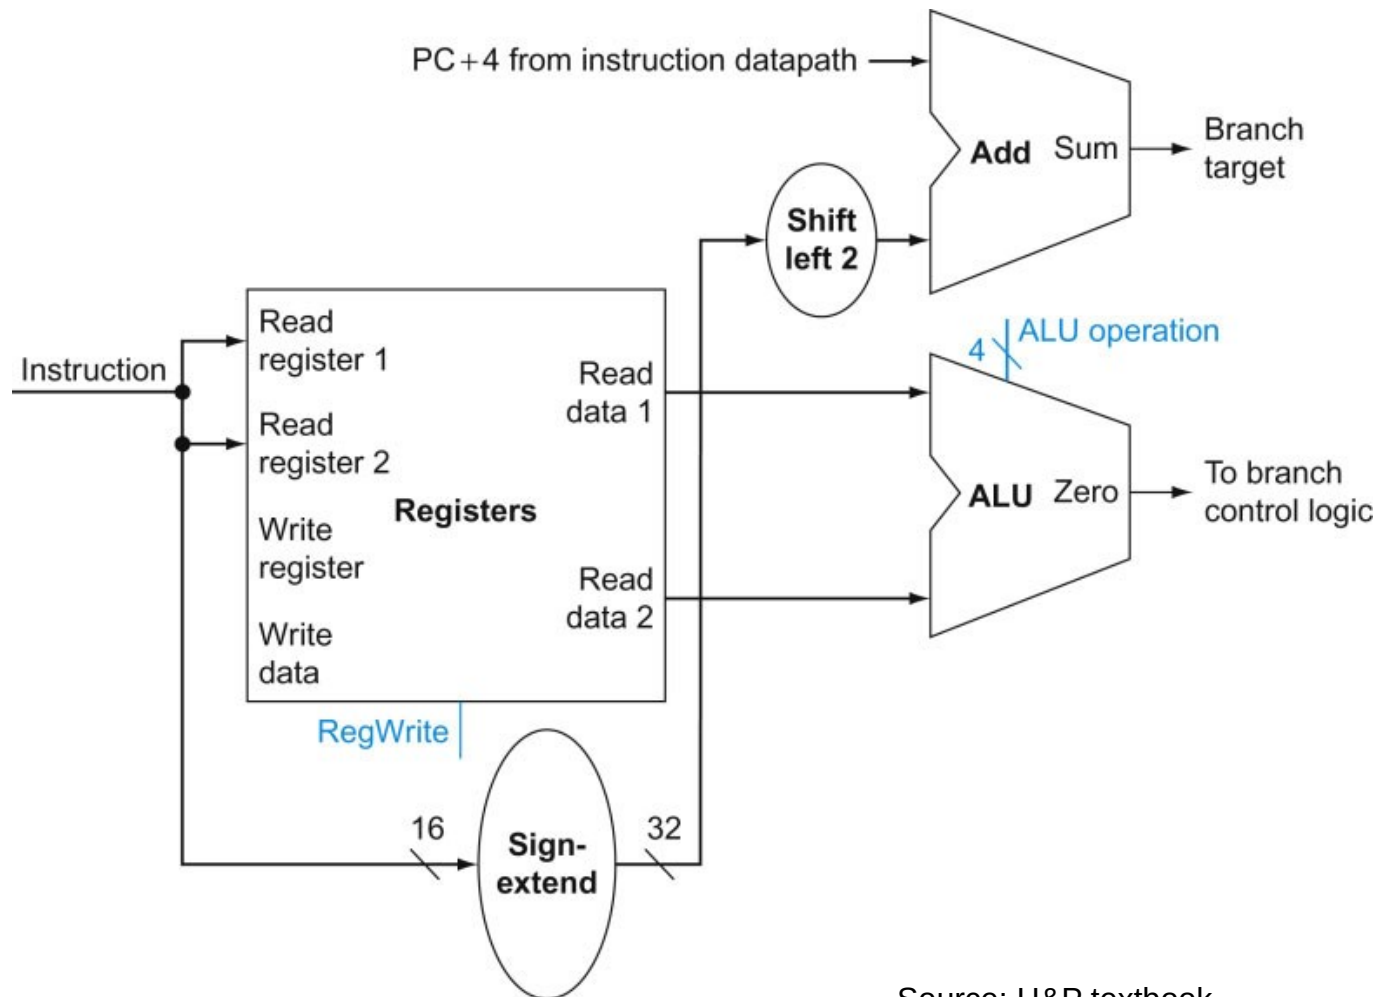 PC+4 from instruction datapath
Add Sum
Branch
target
Shift
left 2
ALU operation
4
Instruction
Read
register 1
Read
data 1
Read
register 2
Registers
ALU Zero
To branch
control logic
Write
register
Read
data 2
Write
data
RegWrite
16
32
Sign-
extend
Source: H&P textbook